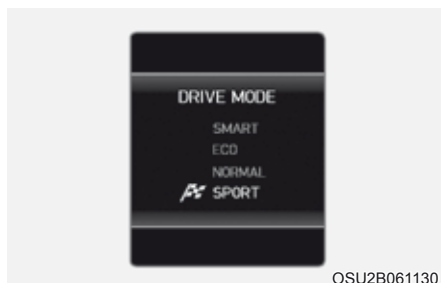 DRIVE MODE
SMART
ECO
NORMAL
SPORT
OSU2B061130